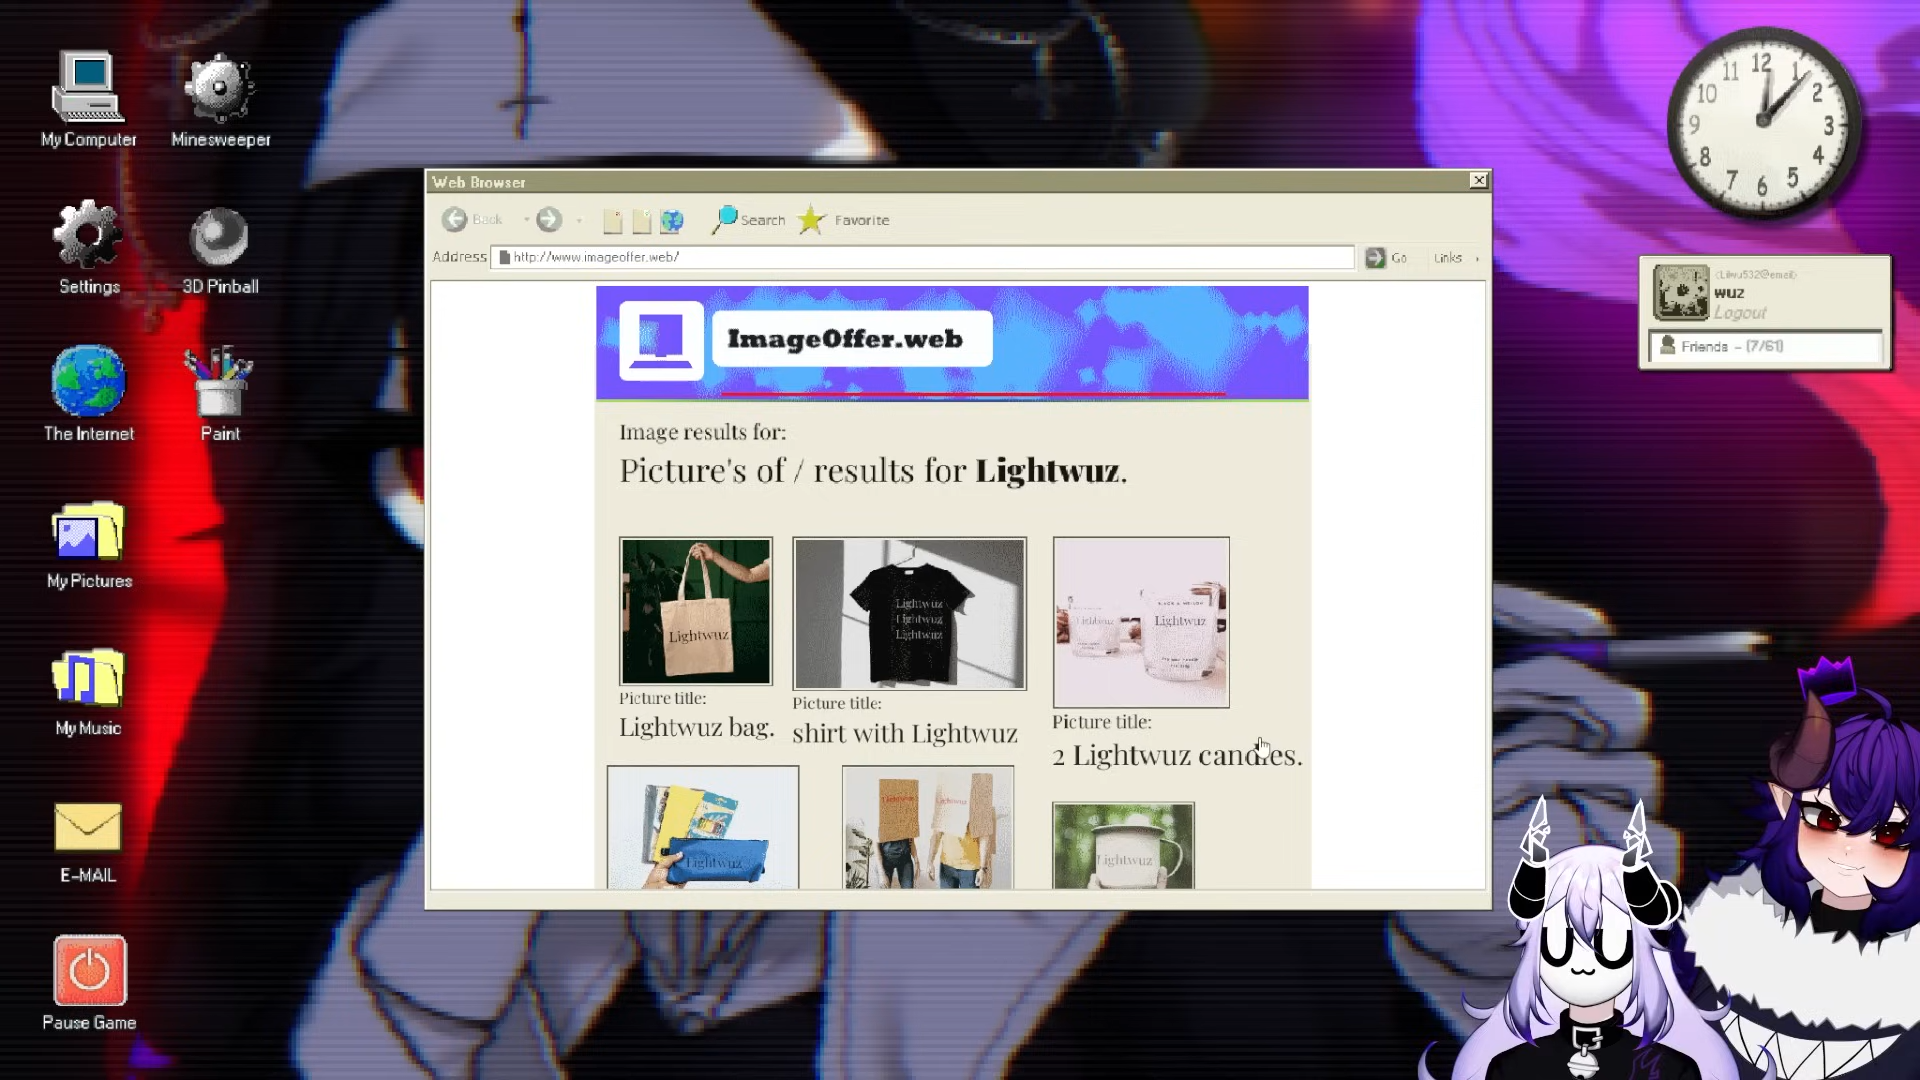 My Computer
Minesweeper
Settings
3D Pinball
The Internet
Paint
My Pictures
My Music
E-MAIL
Pause Game
Web Browser
Back
Search
Favorite
Address
http://www.imageoffer.web/
Go
Links
ImageOffer.web
Image results for:
Picture's of / results for Lightwuz.
Lightwuz
Lightwuz
Lightwuz
Lightwuz
Lightwuz
Lightwuz
Picture title:
Lightwuz bag.
Picture title:
shirt with Lightwuz
Picture title:
2 Lightwuz candles.
Lightwuz
Lightwuz
12
1
2
3
4
5
6
7
8
9
10
11
wuz
Logout
Friends - (7/61)